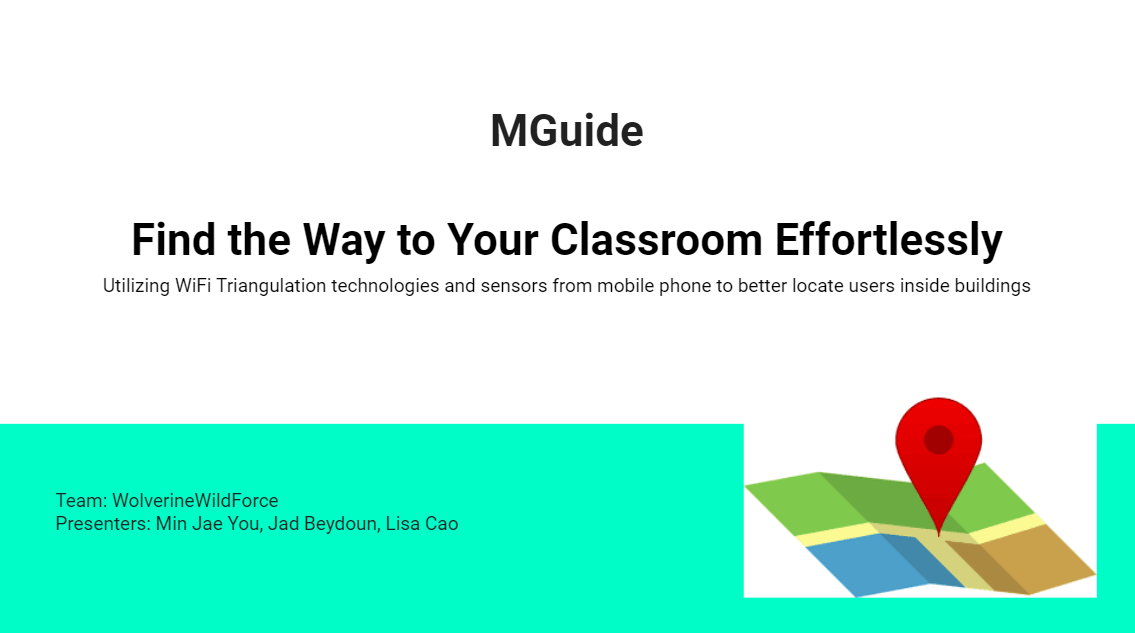 MGuide
Find the Way to Your Classroom Effortlessly
Utilizing WiFi Triangulation technologies and sensors from mobile phone to better locate users inside buildings
Team: WolverineWildForce
Presenters: Min Jae You, Jad Beydoun, Lisa Cao